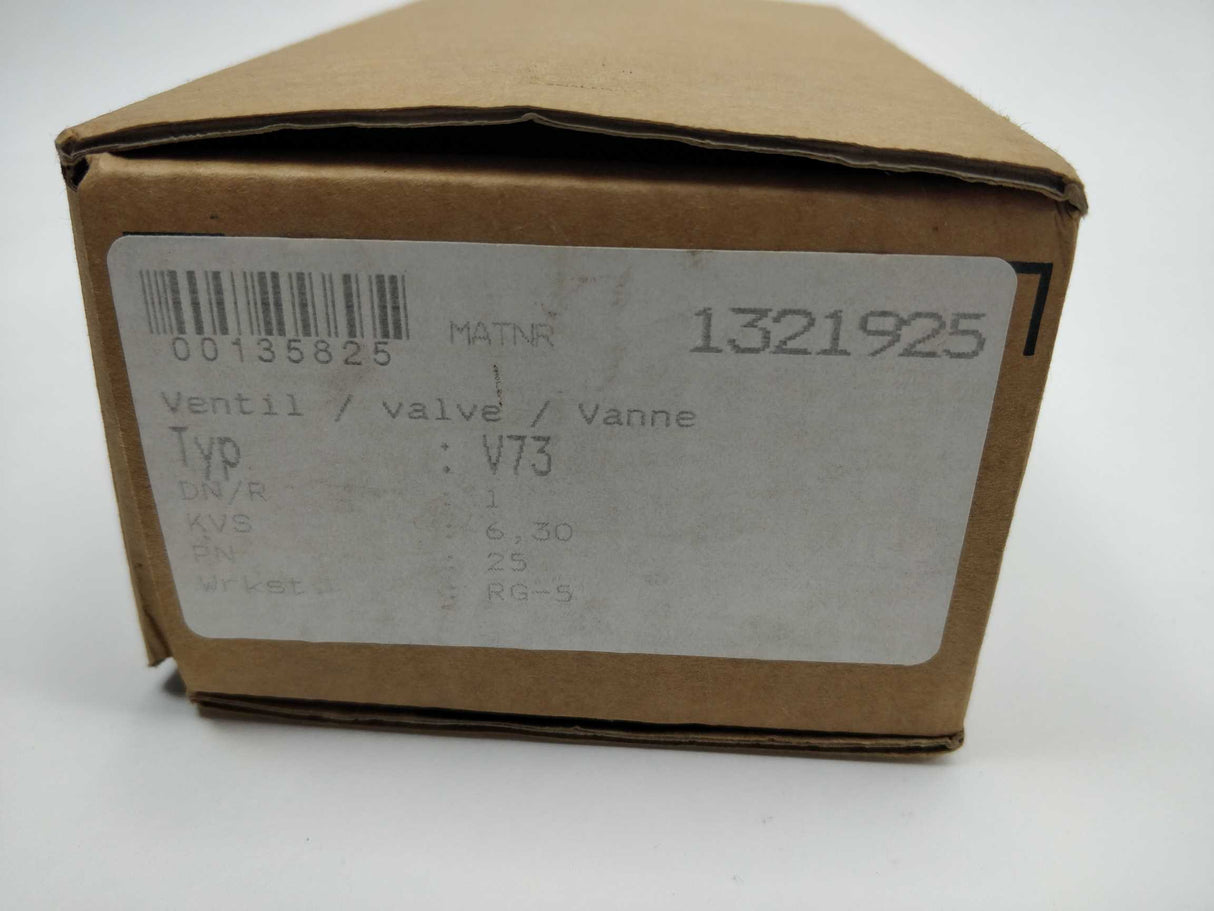 00135825 MATNR 1321925
Ventil / valve / Vanne
Typ : V73
DN/R : 1
KVS : 6,30
PN : 25
Wrkst. : RG-5